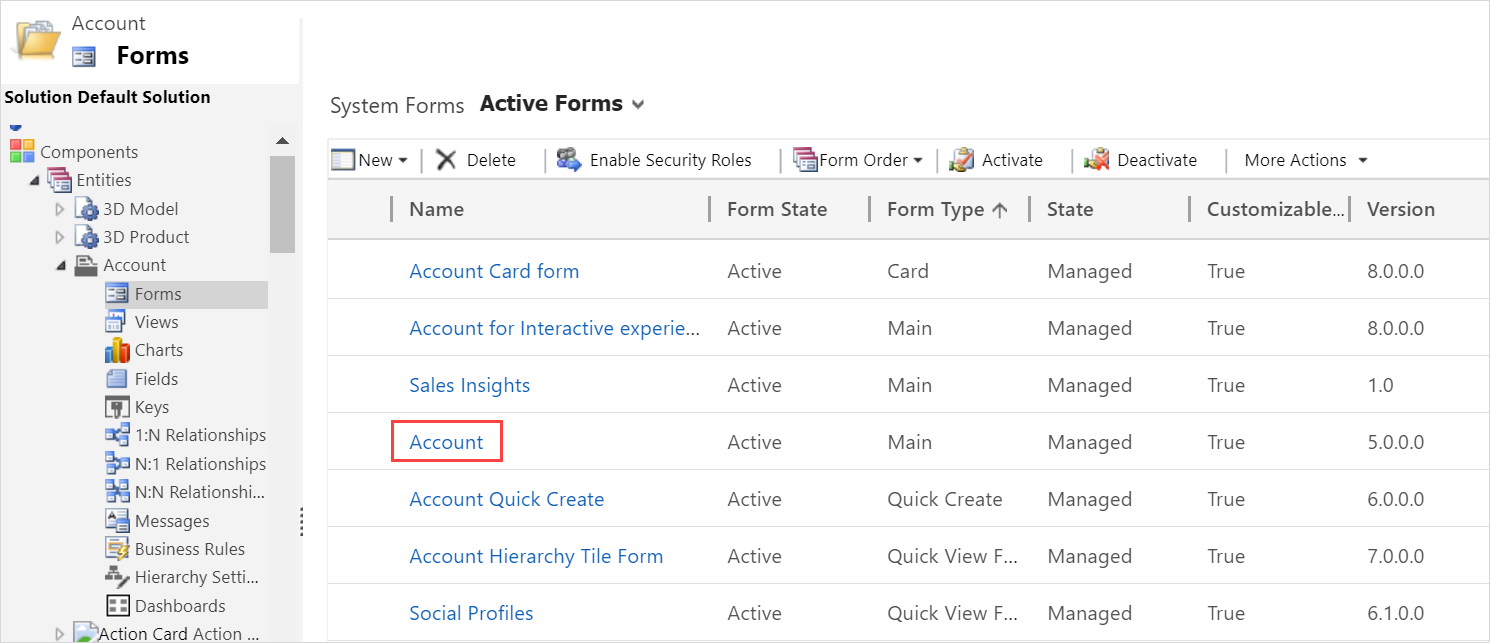 Account
Forms
Solution Default Solution
Components
Entities
3D Model
3D Product
Account
Forms
Views
Charts
Fields
Keys
1:N Relationships
N:1 Relationships
N:N Relationshi...
Messages
Business Rules
Hierarchy Setti...
Dashboards
Action Card Action ...
System Forms Active Forms
New Delete Enable Security Roles Form Order Activate Deactivate More Actions
Name Form State Form Type State Customizable... Version
Account Card form Active Card Managed True 8.0.0.0
Account for Interactive experie... Active Main Managed True 8.0.0.0
Sales Insights Active Main Managed True 1.0
Account Active Main Managed True 5.0.0.0
Account Quick Create Active Quick Create Managed True 6.0.0.0
Account Hierarchy Tile Form Active Quick View F... Managed True 7.0.0.0
Social Profiles Active Quick View F... Managed True 6.1.0.0